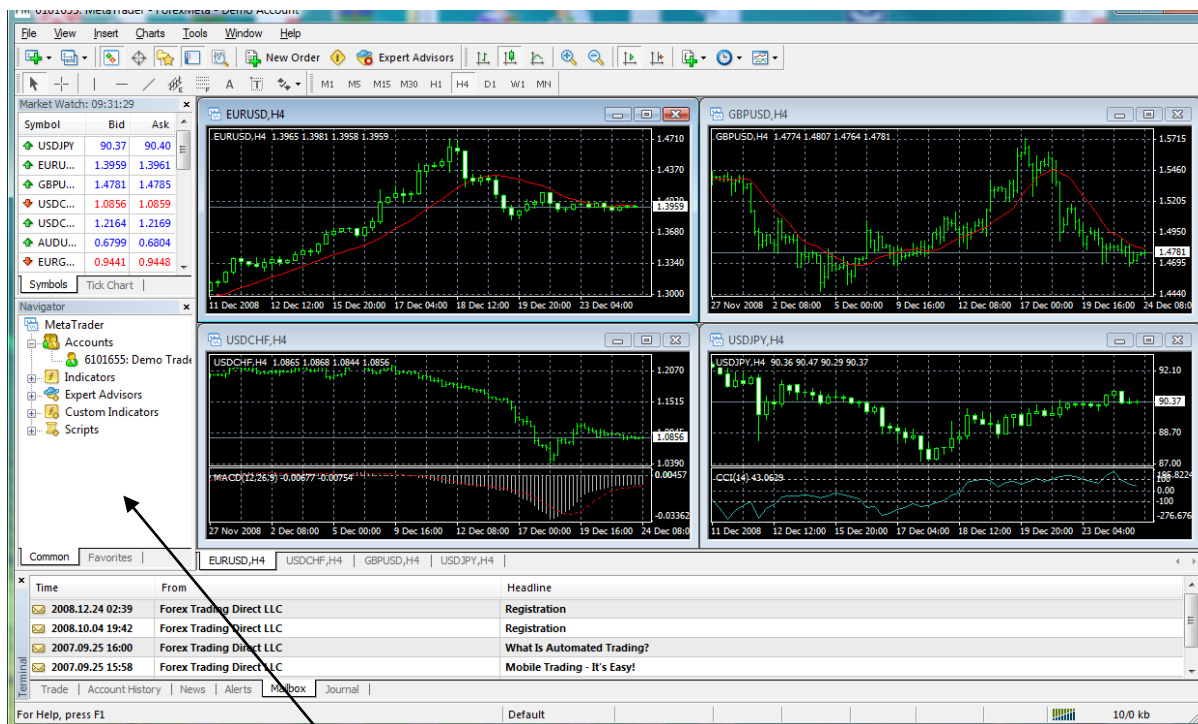 6101655: MetaTrader - ForexMeta - Demo Account
File View Insert Charts Tools Window Help
New Order Expert Advisors
A T M1 M5 M15 M30 H1 H4 D1 W1 MN
Market Watch: 09:31:29
Symbol Bid Ask
USDJPY 90.37 90.40
EURU... 1.3959 1.3961
GBPU... 1.4781 1.4785
USDC... 1.0856 1.0859
USDC... 1.2164 1.2169
AUDU... 0.6799 0.6804
EURG... 0.9441 0.9448
Symbols Tick Chart
Navigator
MetaTrader
Accounts
6101655: Demo Trade
Indicators
Expert Advisors
Custom Indicators
Scripts
Common Favorites
EURUSD,H4
EURUSD,H4 1.3965 1.3981 1.3958 1.3959
1.4710
1.4370
1.3959
1.3680
1.3340
1.3000
11 Dec 2008 12 Dec 12:00 15 Dec 20:00 17 Dec 04:00 18 Dec 12:00 19 Dec 20:00 23 Dec 04:00
GBPUSD,H4
GBPUSD,H4 1.4774 1.4807 1.4764 1.4781
1.5715
1.5460
1.5205
1.4950
1.4781
1.4695
1.4440
27 Nov 2008 2 Dec 08:00 5 Dec 00:00 9 Dec 16:00 12 Dec 08:00 17 Dec 00:00 19 Dec 16:00 24 Dec 08:0
USDCHF,H4
USDCHF,H4 1.0865 1.0868 1.0844 1.0856
1.2070
1.1515
1.0856
1.0390
MACD(12,26,9) -0.00677 -0.00754
0.00457
-0.03362
27 Nov 2008 2 Dec 08:00 5 Dec 00:00 9 Dec 16:00 12 Dec 08:00 17 Dec 00:00 19 Dec 16:00 24 Dec 08:0
USDJPY,H4
USDJPY,H4 90.36 90.47 90.29 90.37
92.10
90.37
88.70
87.00
CCI(14) 43.0629
100
0.00
-100
-276.676
11 Dec 2008 12 Dec 12:00 15 Dec 20:00 17 Dec 04:00 18 Dec 12:00 19 Dec 20:00 23 Dec 04:00
EURUSD,H4 USDCHF,H4 GBPUSD,H4 USDJPY,H4
Time From Headline
2008.12.24 02:39 Forex Trading Direct LLC Registration
2008.10.04 19:42 Forex Trading Direct LLC Registration
2007.09.25 16:00 Forex Trading Direct LLC What Is Automated Trading?
2007.09.25 15:58 Forex Trading Direct LLC Mobile Trading - It's Easy!
Terminal
Trade Account History News Alerts Mailbox Journal
For Help, press F1 Default 10/0 kb